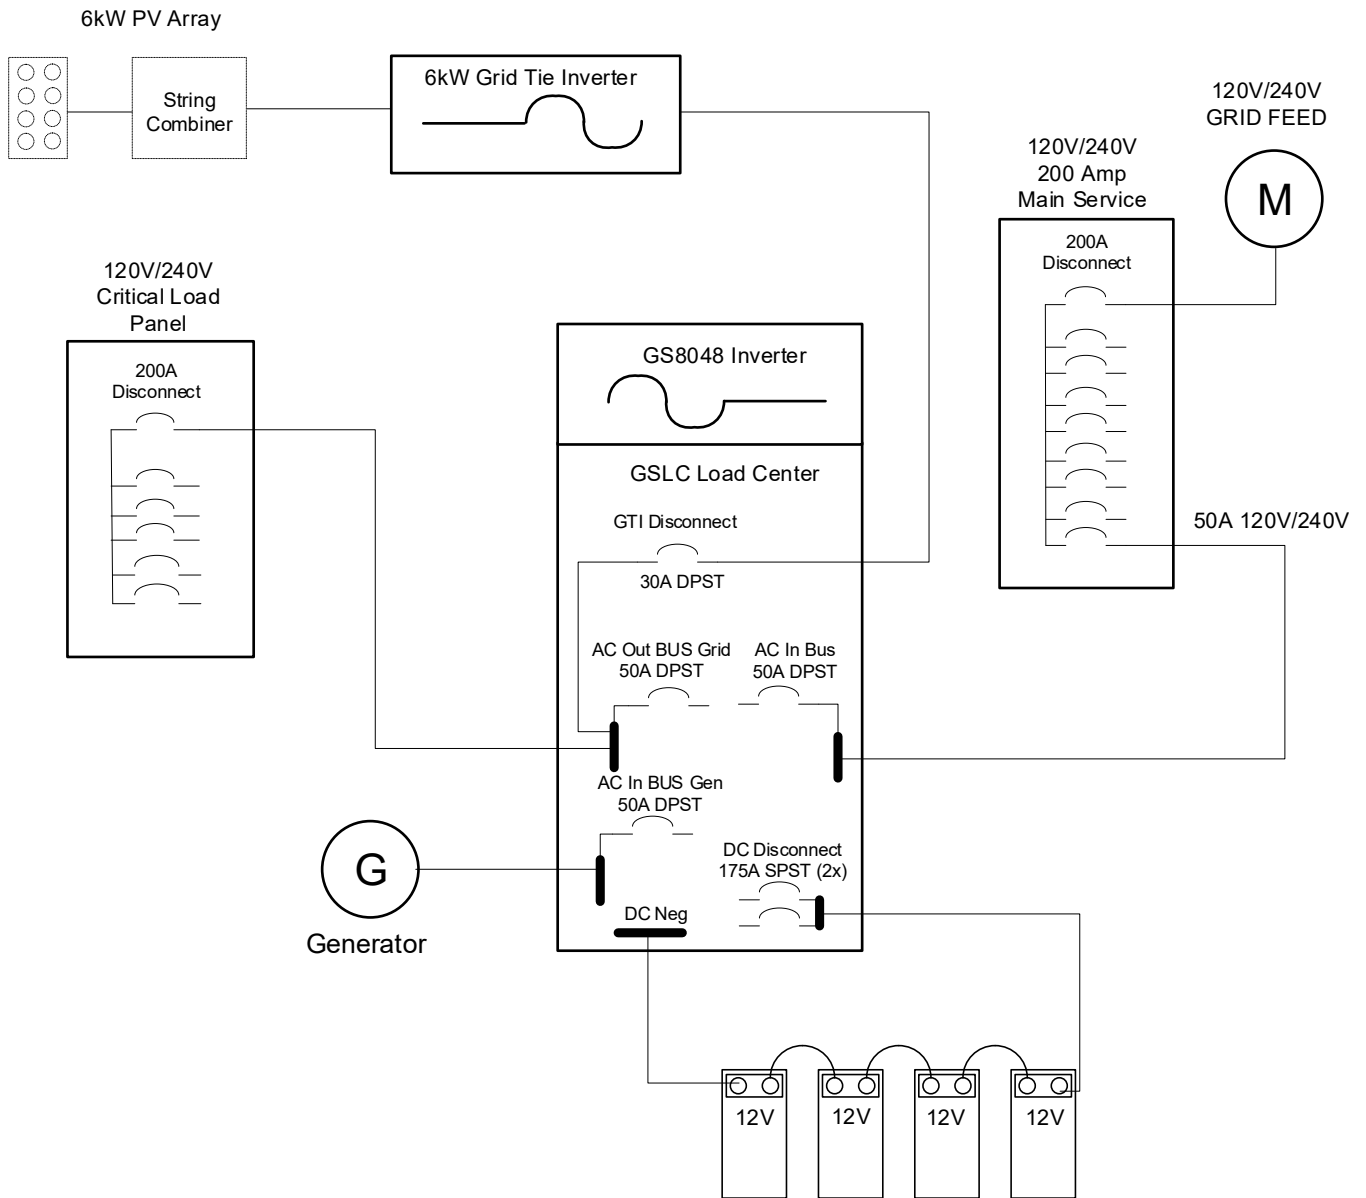 6kW PV Array
String
Combiner
6kW Grid Tie Inverter
120V/240V
GRID FEED
M
120V/240V
200 Amp
Main Service
200A
Disconnect
120V/240V
Critical Load
Panel
200A
Disconnect
GS8048 Inverter
GSLC Load Center
GTI Disconnect
30A DPST
50A 120V/240V
AC Out BUS Grid
50A DPST
AC In Bus
50A DPST
AC In BUS Gen
50A DPST
G
Generator
DC Disconnect
175A SPST (2x)
DC Neg
12V
12V
12V
12V